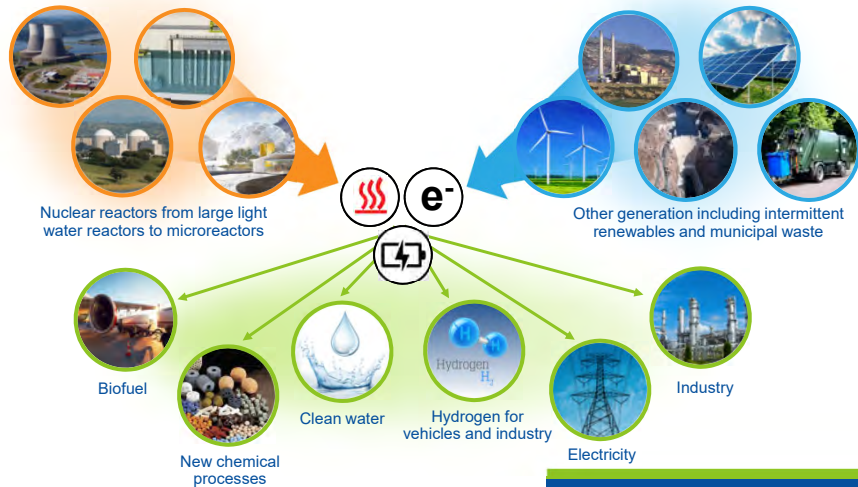 e-
Nuclear reactors from large light
water reactors to microreactors
Other generation including intermittent
renewables and municipal waste
Biofuel
New chemical
processes
Clean water
H H
Hydrogen
H2
Hydrogen for
vehicles and industry
Electricity
Industry